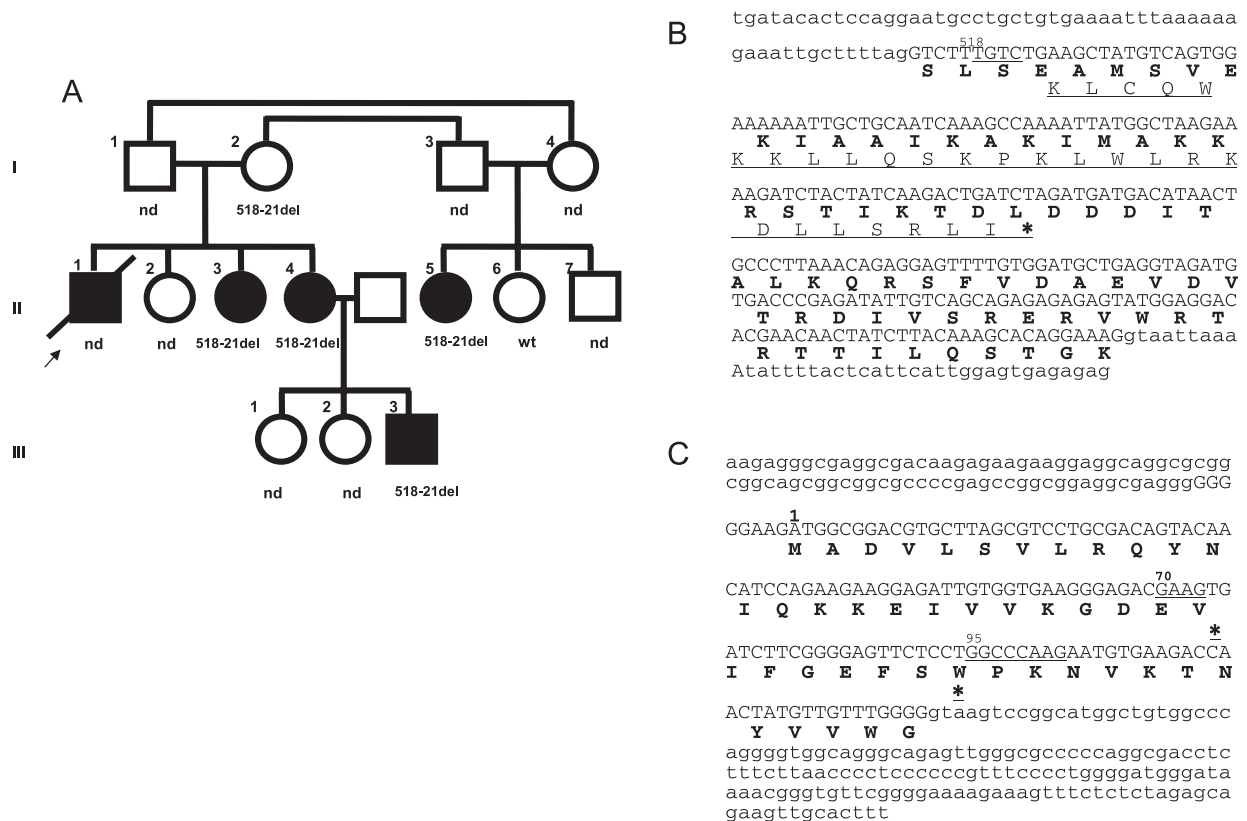 A
1
2
3
4
I
nd
518-21del
nd
nd
1
2
3
4
5
6
7
II
nd
nd
518-21del
518-21del
518-21del
wt
nd
1
2
3
III
nd
nd
518-21del
B
tgatacactccaggaatgcctgctgtgaaaatttaaaaaa
518
gaaattgcttttagGTCTTTGTCTGAAGCTATGTCAGTGG
S L S E A M S V E
K L C Q W
AAAAAATTGCTGCAATCAAAGCCAAAATTATGGCTAAGAA
K I A A I K A K I M A K K
K K L L Q S K P K L W L R K
AAGATCTACTATCAAGACTGATCTAGATGATGACATAACT
R S T I K T D L D D D I T
D L L S R L I *
GCCCTTAAACAGAGGAGTTTTGTGGATGCTGAGGTAGATG
A L K Q R S F V D A E V D V
TGACCCGAGATATTGTCAGCAGAGAGAGAGTATGGAGGAC
T R D I V S R E R V W R T
ACGAACAACTATCTTACAAAGCACAGGAAAGgtaattaaa
R T T I L Q S T G K
Atattttactcattcattggagtgagagag
C
aagagggcgaggcgacaagagaagaaggaggcaggcgcgg
cggcagcggcggcgccccgagccggcggaggcgagggGGG
1
GGAAGATGGCGGACGTGCTTAGCGTCCTGCGACAGTACAA
M A D V L S V L R Q Y N
70
CATCCAGAAGAAGGAGATTGTGGTGAAGGGAGACGAAGTG
I Q K K E I V V K G D E V
*
95
ATCTTCGGGGAGTTCTCCTGGCCCAAGAATGTGAAGACCA
I F G E F S W P K N V K T N
*
ACTATGTTGTTTGGGGgtaagtccggcatggctgtggccc
Y V V W G
aggggtggcagggcagagttgggcgcccccaggcgacctc
tttcttaacccctccccccgtttcccctggggatgggata
aaacgggtgttcggggaaaagaaagtttctctctagagca
gaagttgcacttt